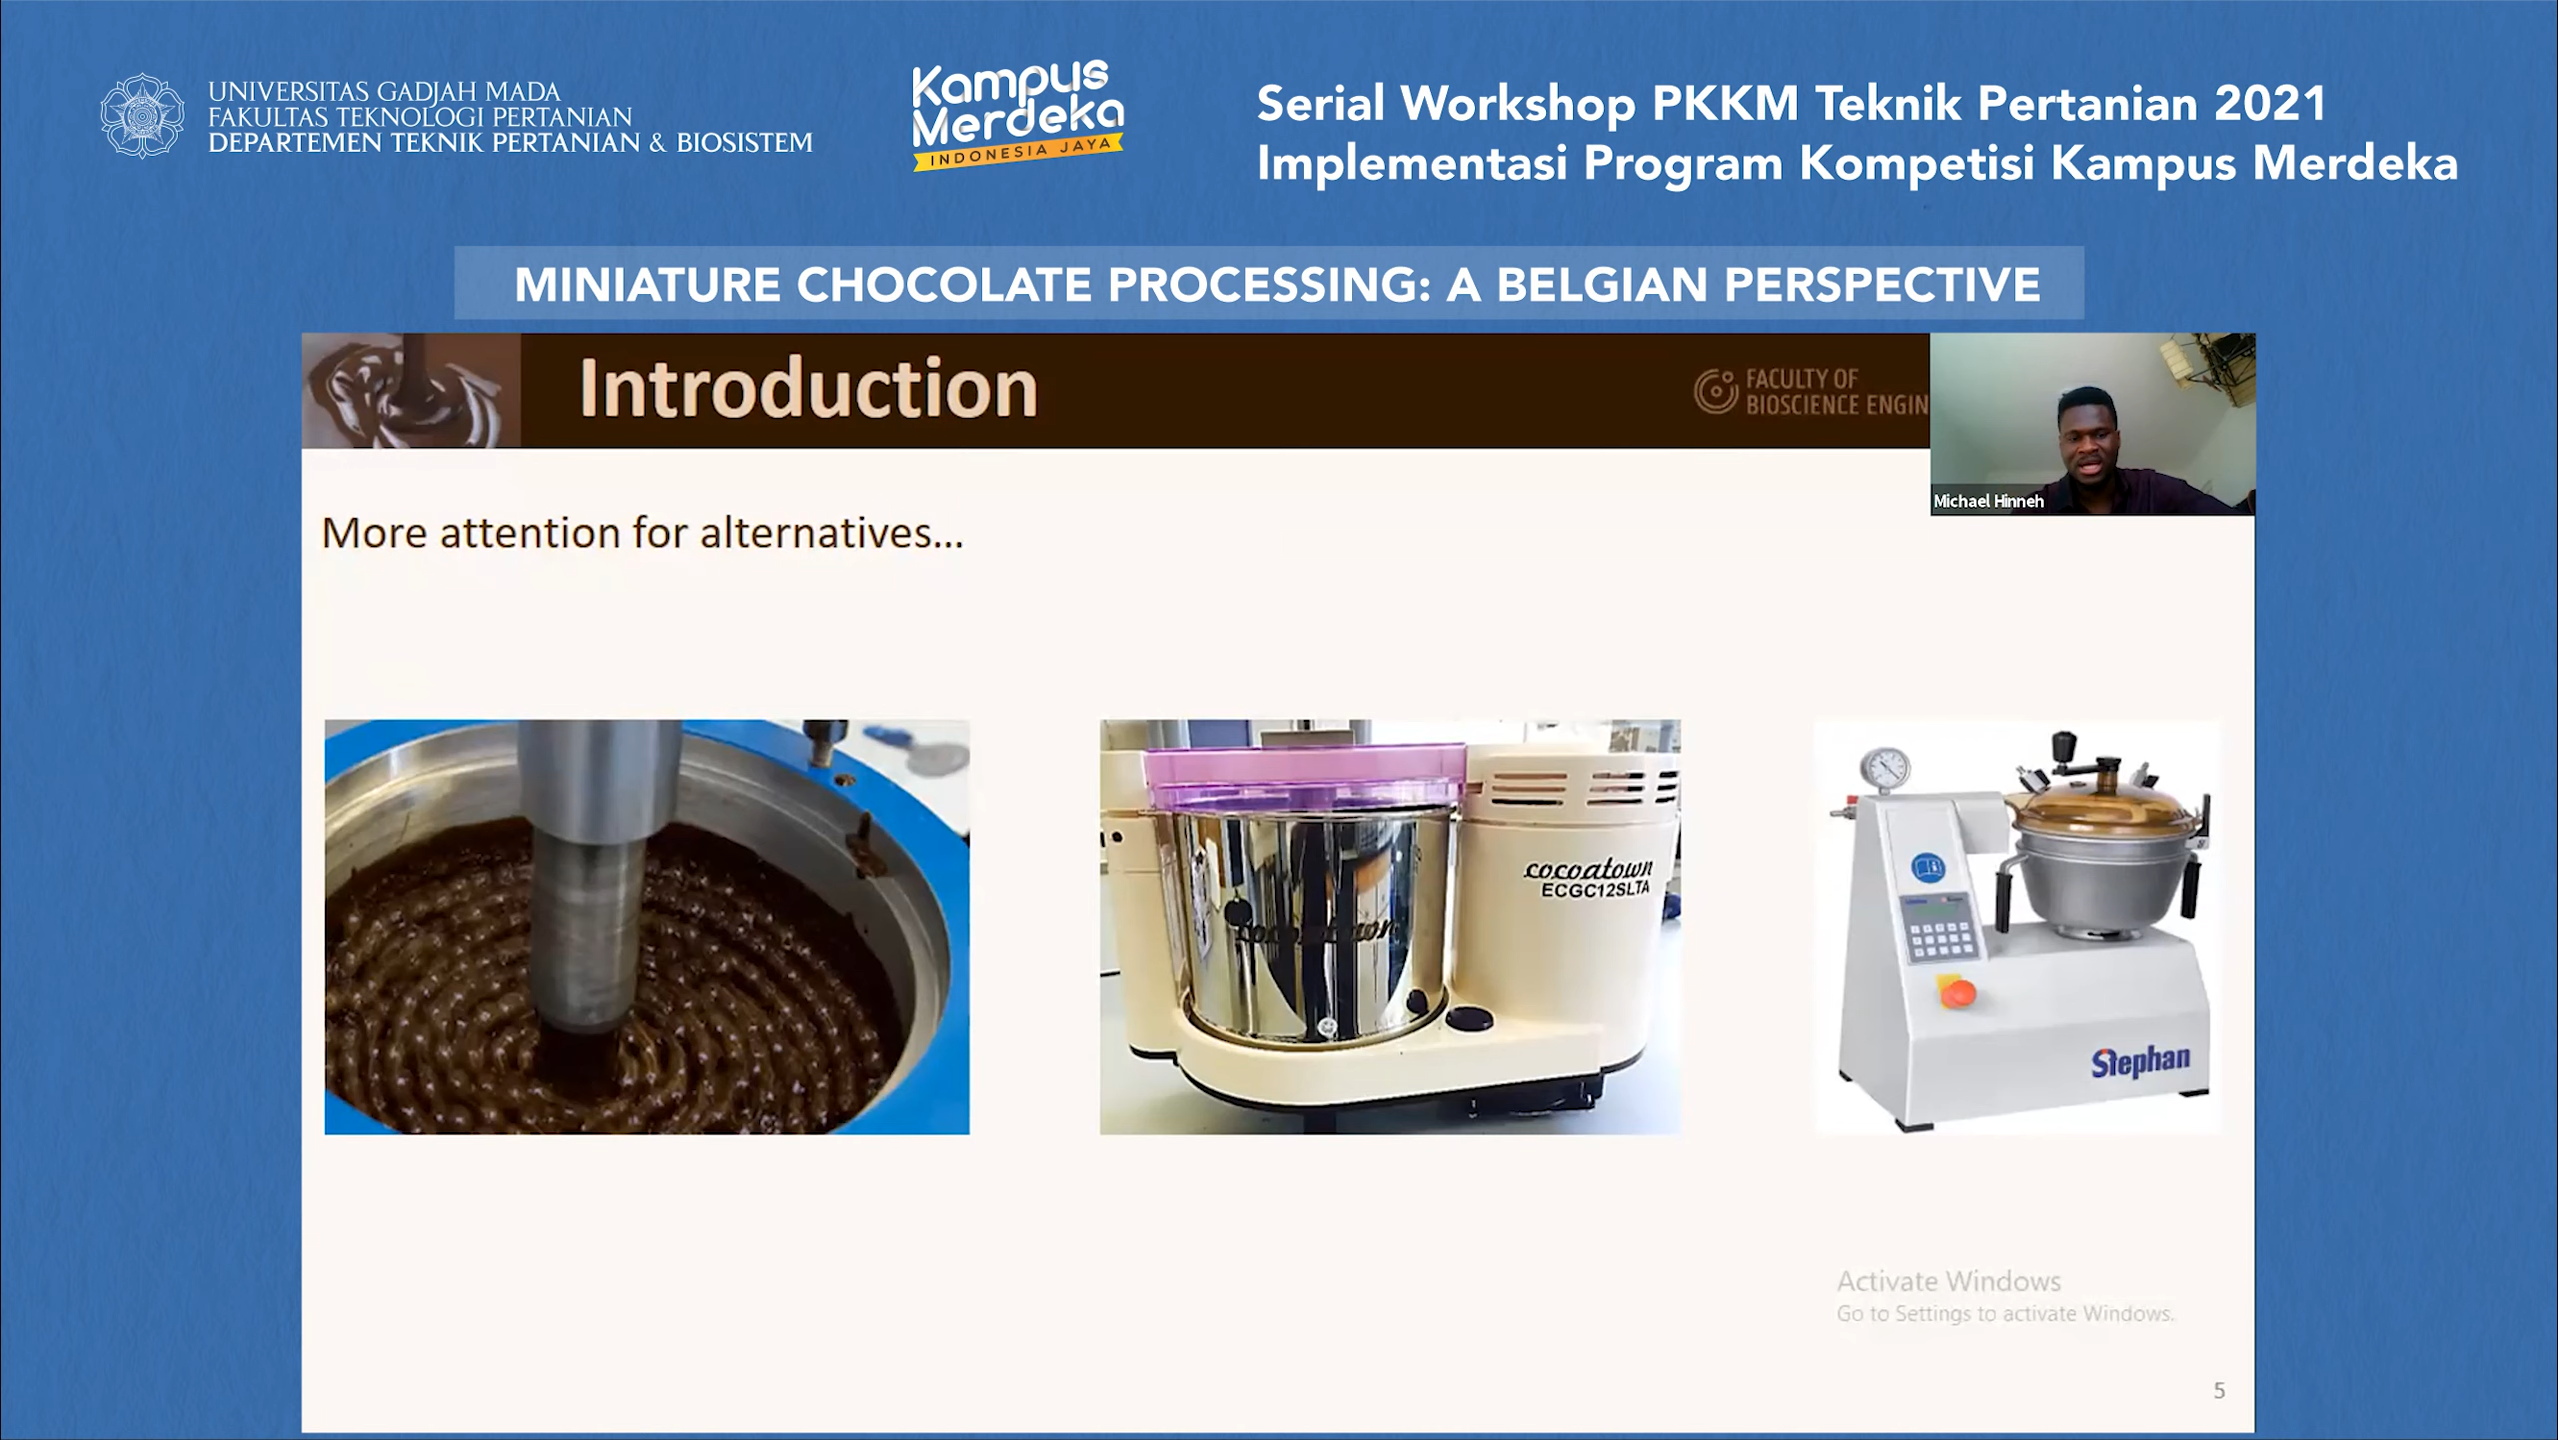 UNIVERSITAS GADJAH MADA
FAKULTAS TEKNOLOGI PERTANIAN
DEPARTEMEN TEKNIK PERTANIAN & BIOSISTEM
Kampus
Merdeka
INDONESIA JAYA
Serial Workshop PKKM Teknik Pertanian 2021
Implementasi Program Kompetisi Kampus Merdeka
MINIATURE CHOCOLATE PROCESSING: A BELGIAN PERSPECTIVE
Introduction
FACULTY OF
BIOSCIENCE ENGIN
Michael Hinneh
More attention for alternatives...
cocoatown
ECGC12SLTA
cocoatown
Stephan
Activate Windows
Go to Settings to activate Windows.
5